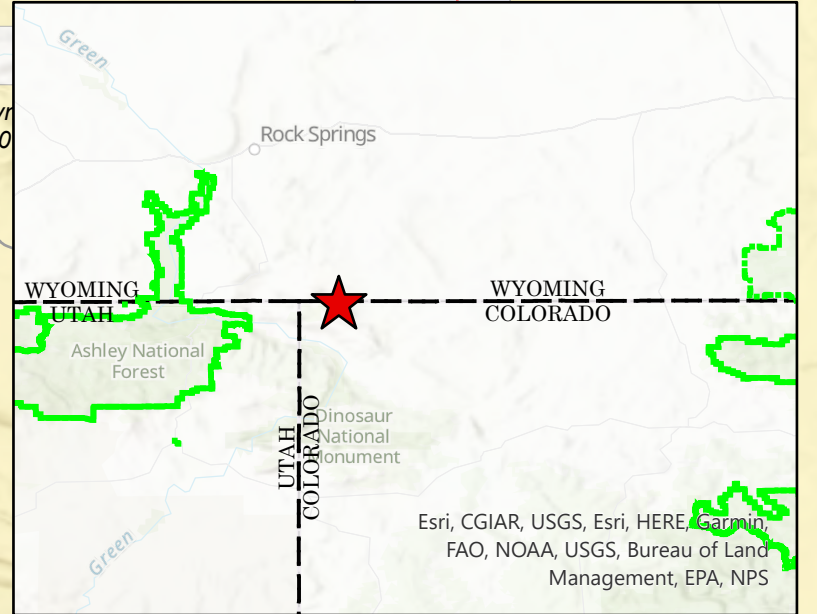 Green
Rock Springs
WYOMING
UTAH
WYOMING
COLORADO
Ashley National
Forest
UTAH
COLORADO
Dinosaur
National
Monument
Green
Esri, CGIAR, USGS, Esri, HERE, Garmin,
FAO, NOAA, USGS, Bureau of Land
Management, EPA, NPS